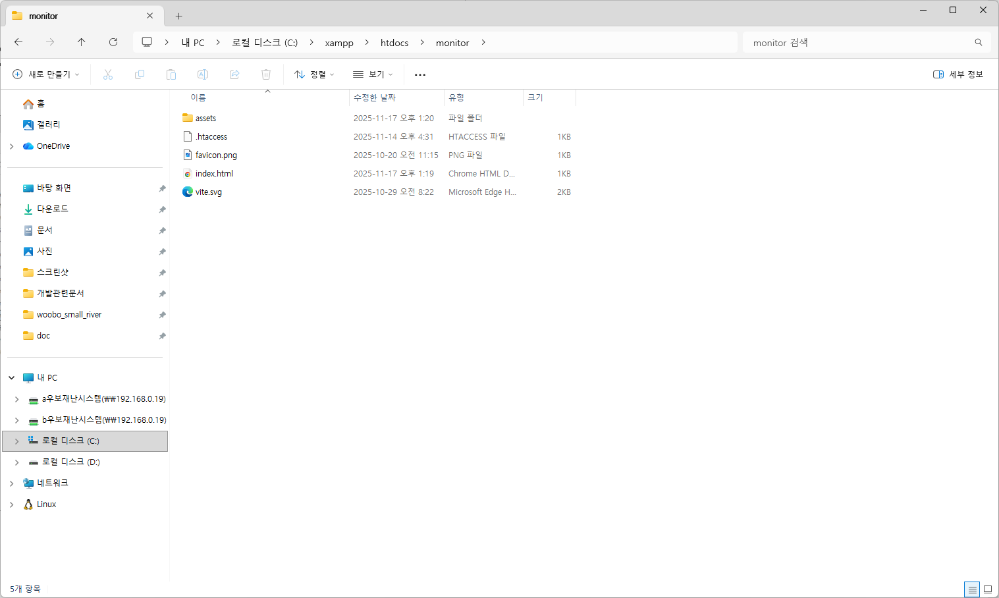 monitor
내 PC > 로컬 디스크 (C:) > xampp > htdocs > monitor >
monitor 검색
새로 만들기
정렬
보기
세부 정보
홈
갤러리
OneDrive
바탕 화면
다운로드
문서
사진
스크린샷
개발관련문서
woobo_small_river
doc
내 PC
a우보재난시스템(₩₩192.168.0.19)
b우보재난시스템(₩₩192.168.0.19)
로컬 디스크 (C:)
로컬 디스크 (D:)
네트워크
Linux
이름 수정한 날짜 유형 크기
assets 2025-11-17 오후 1:20 파일 폴더
.htaccess 2025-11-14 오후 4:31 HTACCESS 파일 1KB
favicon.png 2025-10-20 오전 11:15 PNG 파일 1KB
index.html 2025-11-17 오후 1:19 Chrome HTML D... 1KB
vite.svg 2025-10-29 오전 8:22 Microsoft Edge H... 2KB
5개 항목